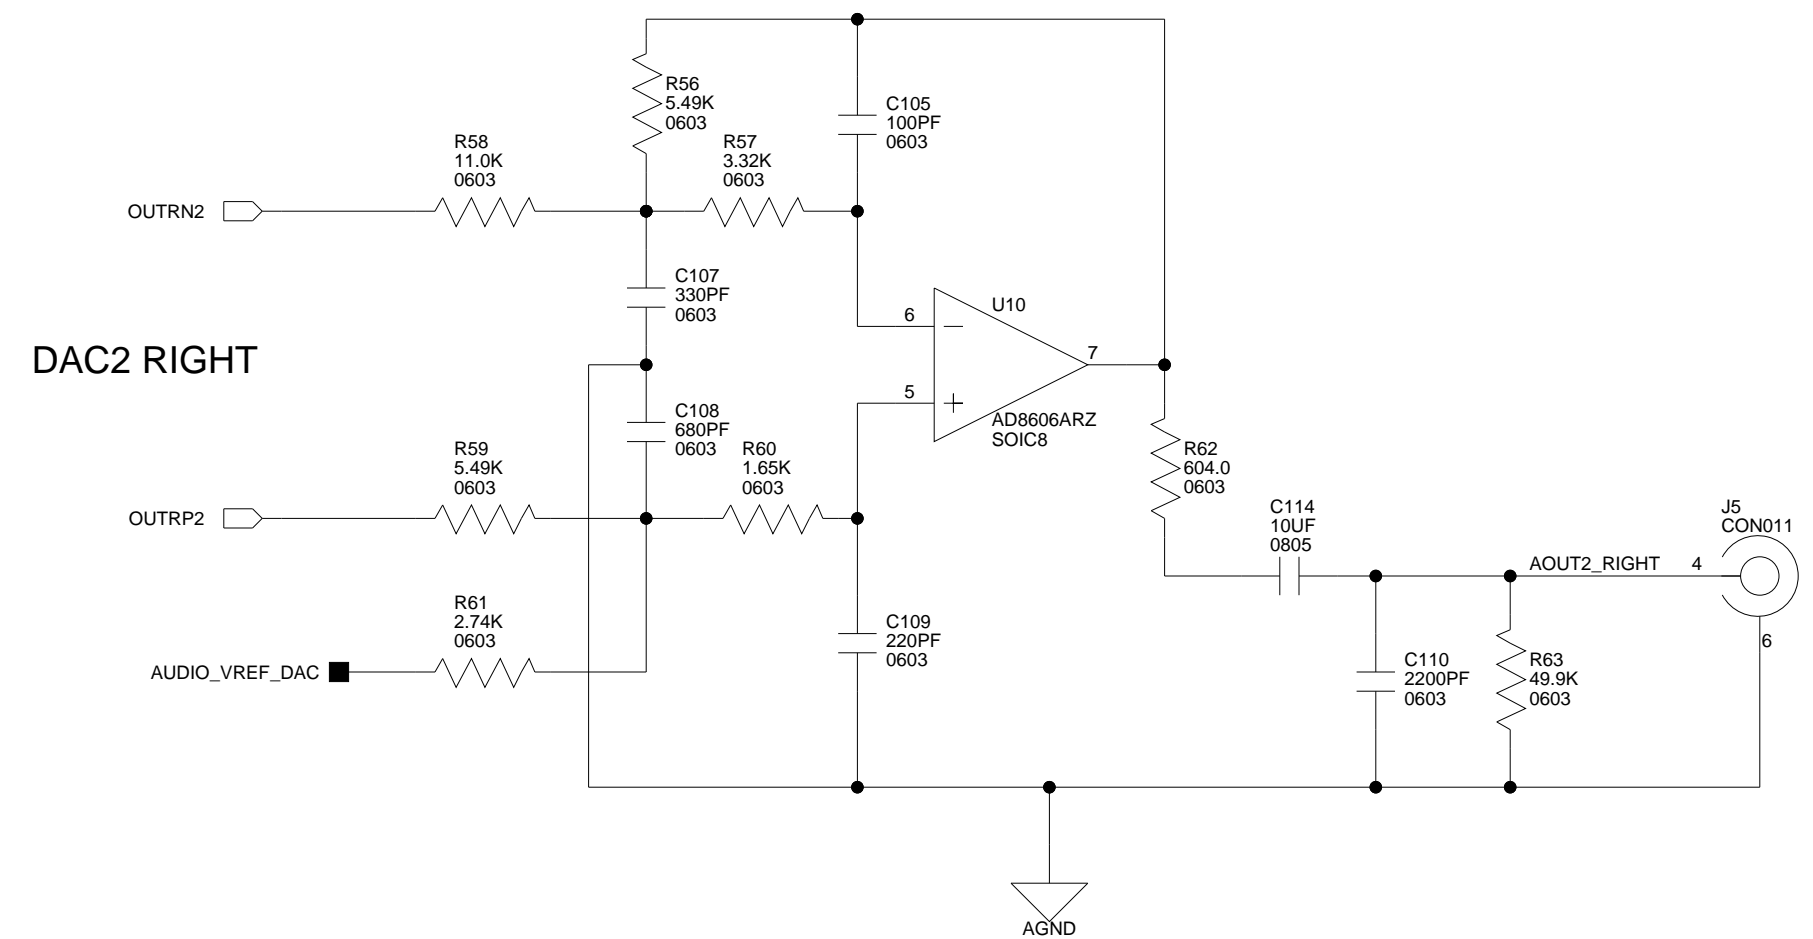 R56
5.49K
0603
C105
100PF
0603
R58
11.0K
0603
R57
3.32K
0603
OUTRN2
C107
330PF
0603
U10
6
DAC2 RIGHT
7
5
C108
680PF
0603
AD8606ARZ
SOIC8
R59
5.49K
0603
R60
1.65K
0603
R62
604.0
0603
OUTRP2
C114
10UF
0805
J5
CON011
AOUT2_RIGHT
4
R61
2.74K
0603
C109
220PF
0603
6
AUDIO_VREF_DAC
C110
2200PF
0603
R63
49.9K
0603
AGND